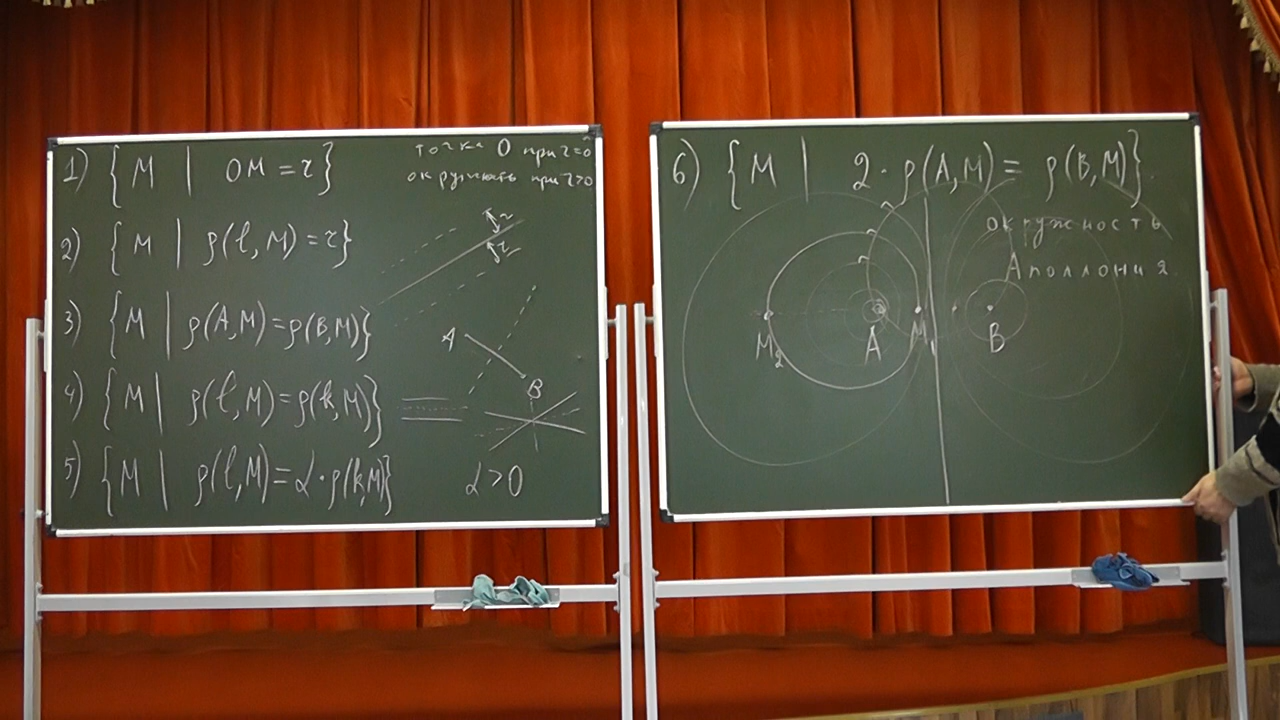 1) { M | OM = r }
точка O при r=0
окружность при r>0
2) { M | ρ(ℓ, M) = r }
r
r
3) { M | ρ(A, M) = ρ(B, M) }
A
B
4) { M | ρ(ℓ, M) = ρ(k, M) }
5) { M | ρ(ℓ, M) = α · ρ(k, M) }
α > 0
6) { M | 2 · ρ(A, M) = ρ(B, M) }
окружность
Аполлония
M₂
A
M₁
B